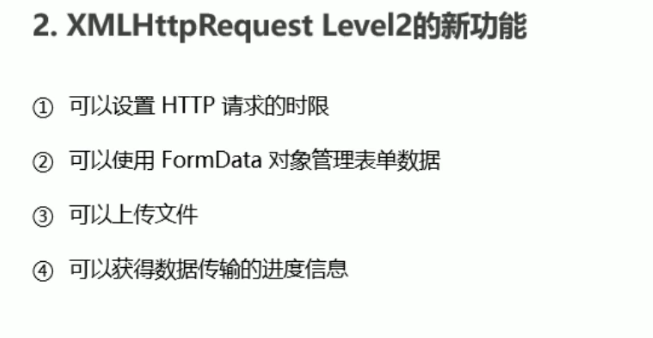 2. XMLHttpRequest Level2的新功能
① 可以设置 HTTP 请求的时限
② 可以使用 FormData 对象管理表单数据
③ 可以上传文件
④ 可以获得数据传输的进度信息